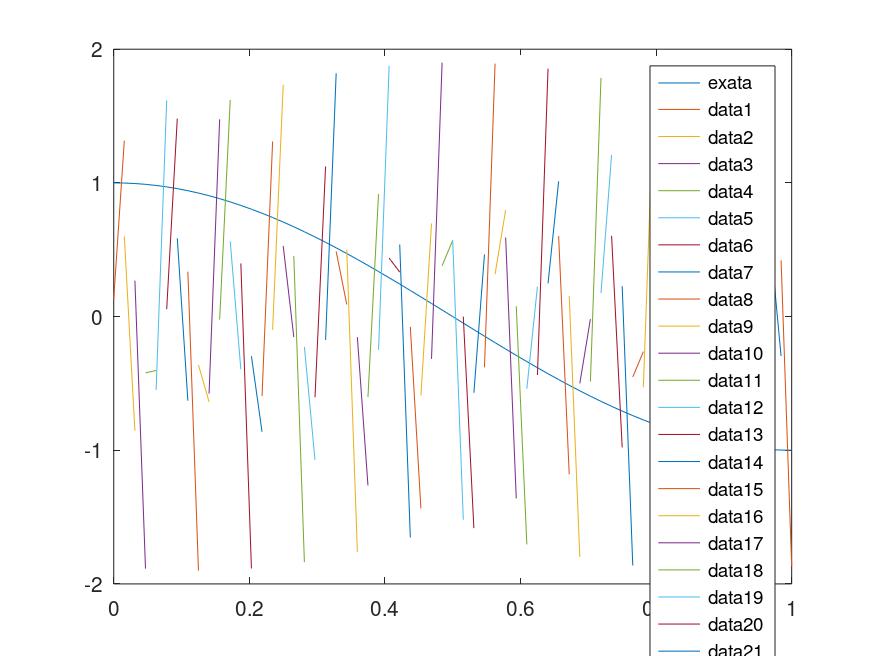 2
1
0
-1
-2
0
0.2
0.4
0.6
1
exata
data1
data2
data3
data4
data5
data6
data7
data8
data9
data10
data11
data12
data13
data14
data15
data16
data17
data18
data19
data20
data21